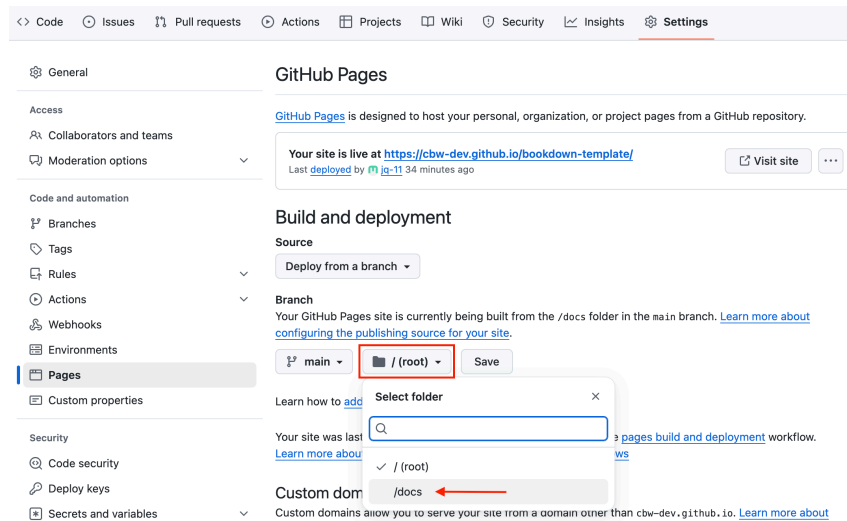 Code Issues Pull requests Actions Projects Wiki Security Insights Settings
General
Access
Collaborators and teams
Moderation options
Code and automation
Branches
Tags
Rules
Actions
Webhooks
Environments
Pages
Custom properties
Security
Code security
Deploy keys
Secrets and variables
GitHub Pages
GitHub Pages is designed to host your personal, organization, or project pages from a GitHub repository.
Your site is live at https://cbw-dev.github.io/bookdown-template/
Last deployed by jq-11 34 minutes ago
Visit site
Build and deployment
Source
Deploy from a branch
Branch
Your GitHub Pages site is currently being built from the /docs folder in the main branch. Learn more about
configuring the publishing source for your site.
main / (root) Save
Learn how to add
Select folder
Your site was last pages build and deployment workflow.
Learn more about ws
/ (root)
/docs
Custom dom
Custom domains allow you to serve your site from a domain other than cbw-dev.github.io. Learn more about